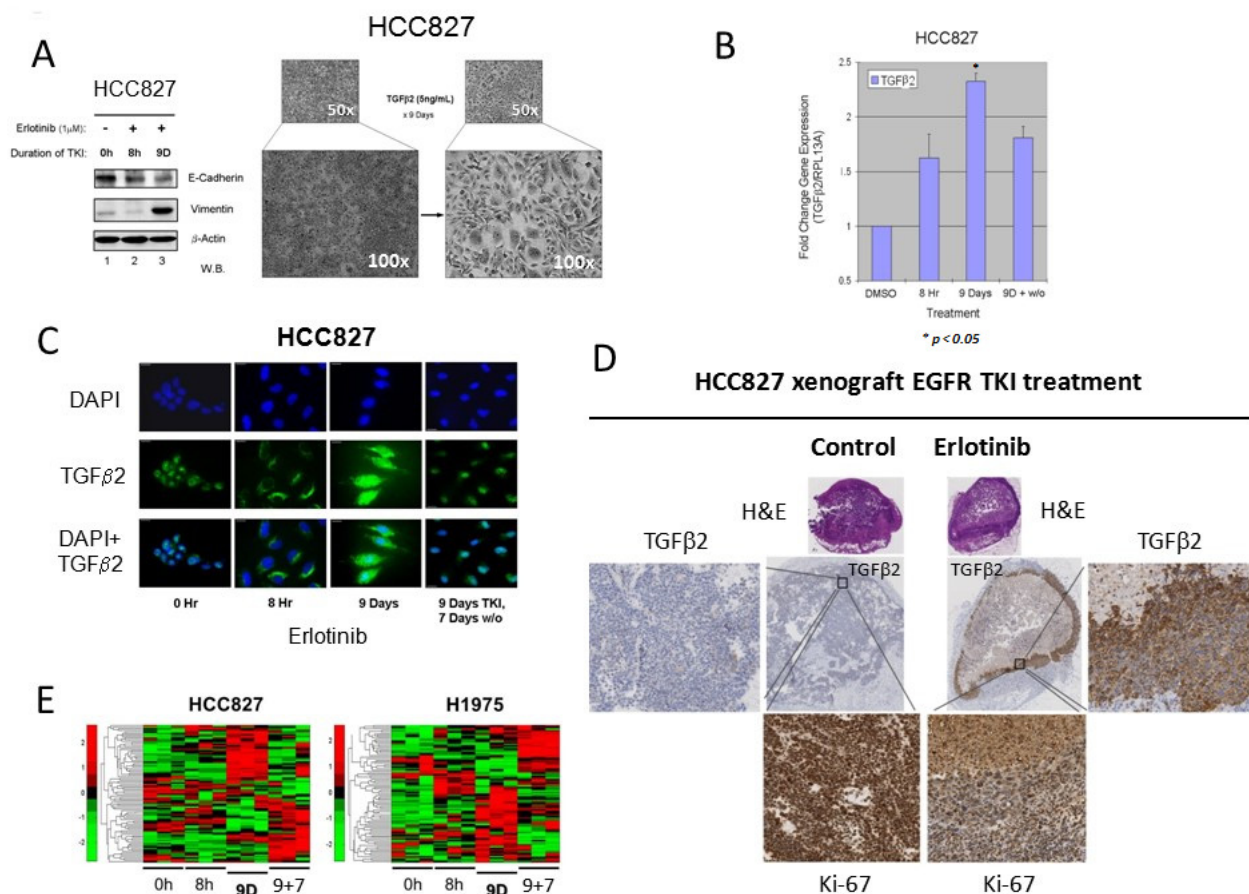 HCC827
A
HCC827
Erlotinib (1μM): - + +
Duration of TKI: 0h 8h 9D
E-Cadherin
Vimentin
β-Actin
1 2 3
W.B.
50x
TGFβ2 (5ng/mL)
x 9 Days
50x
100x
100x
B
HCC827
TGFβ2
Fold Change Gene Expression
(TGFβ2/RPL13A)
2.5
2
1.5
1
0.5
*
DMSO 8 Hr 9 Days 9D + w/o
Treatment
* p < 0.05
C
HCC827
DAPI
TGFβ2
DAPI+
TGFβ2
0 Hr 8 Hr 9 Days 9 Days TKI,
7 Days w/o
Erlotinib
D
HCC827 xenograft EGFR TKI treatment
Control Erlotinib
H&E H&E
TGFβ2 TGFβ2
TGFβ2 TGFβ2
Ki-67 Ki-67
E
HCC827 H1975
2 2
1 1
0 0
-1 -1
-2 -2
0h 8h 9D 9+7 0h 8h 9D 9+7